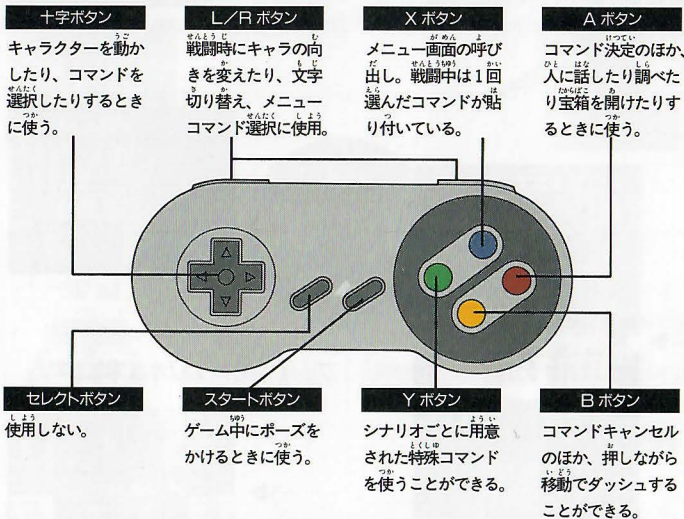 十字ボタン
キャラクターを動か
したり、コマンドを
選択したりするとき
に使う。
L／R ボタン
戦闘時にキャラの向
きを変えたり、文字
切り替え、メニュー
コマンド選択に使用。
X ボタン
メニュー画面の呼び
出し。戦闘中は1回
選んだコマンドが貼
り付いている。
A ボタン
コマンド決定のほか、
人に話したり調べた
り宝箱を開けたりす
るときに使う。
セレクトボタン
使用しない。
スタートボタン
ゲーム中にポーズを
かけるときに使う。
Y ボタン
シナリオごとに用意
された特殊コマンド
を使うことができる。
B ボタン
コマンドキャンセル
のほか、押しながら
移動でダッシュする
ことができる。